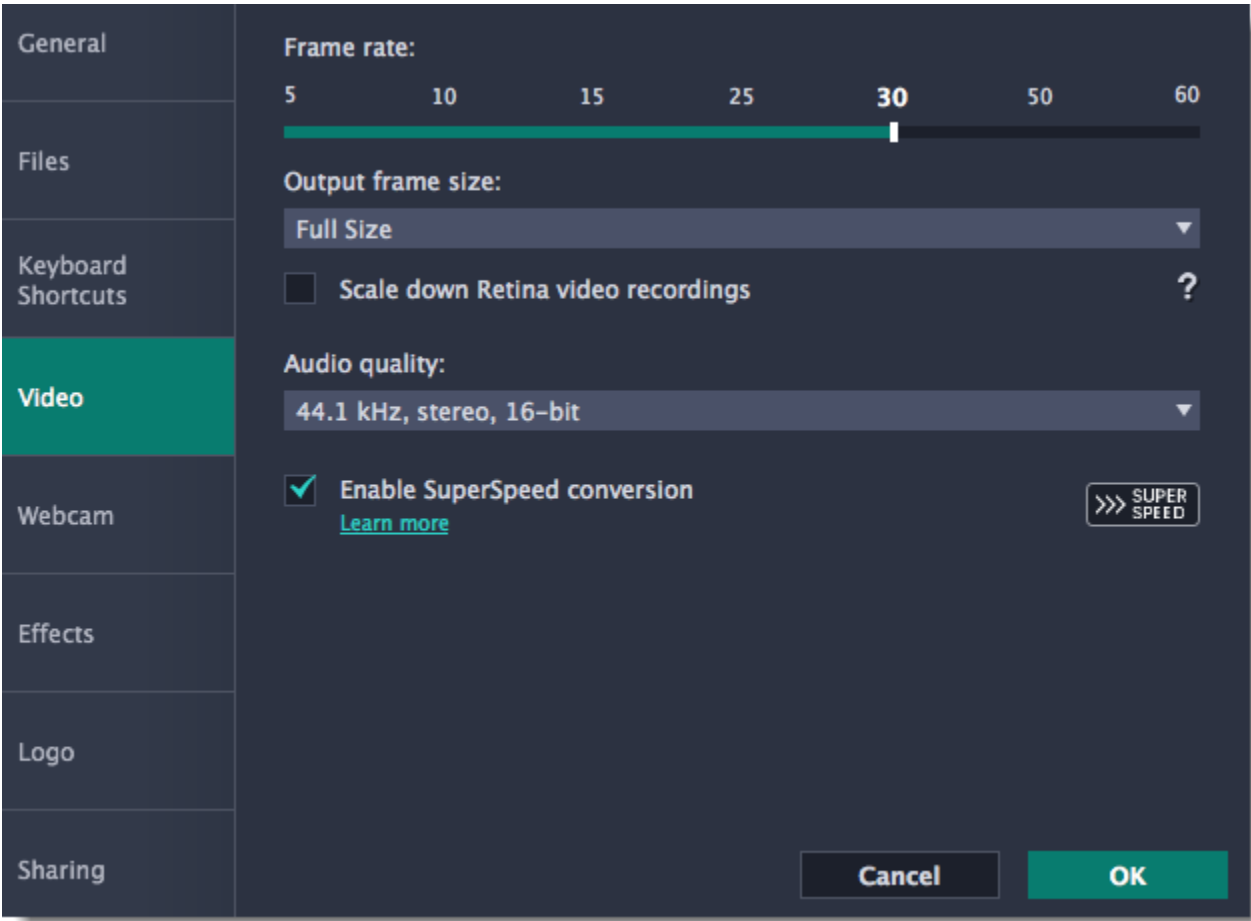 General
Files
Keyboard
Shortcuts
Video
Webcam
Effects
Logo
Sharing
Frame rate:
5 10 15 25 30 50 60
Output frame size:
Full Size
Scale down Retina video recordings ?
Audio quality:
44.1 kHz, stereo, 16-bit
Enable SuperSpeed conversion
Learn more
>>> SUPER
SPEED
Cancel OK